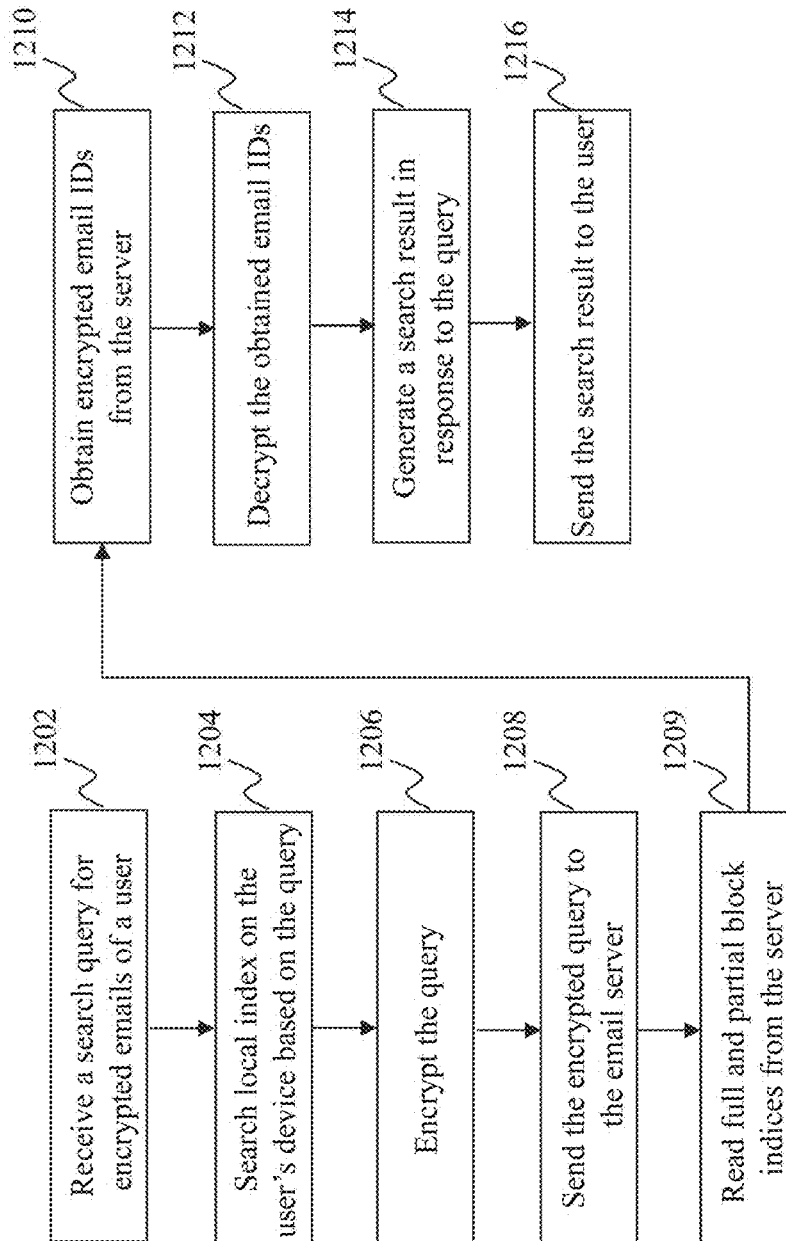 Receive a search query for
encrypted emails of a user
1202
Search local index on the
user's device based on the query
1204
Encrypt the query
1206
Send the encrypted query to
the email server
1208
Read full and partial block
indices from the server
1209
Obtain encrypted email IDs
from the server
1210
Decrypt the obtained email IDs
1212
Generate a search result in
response to the query
1214
Send the search result to the user
1216